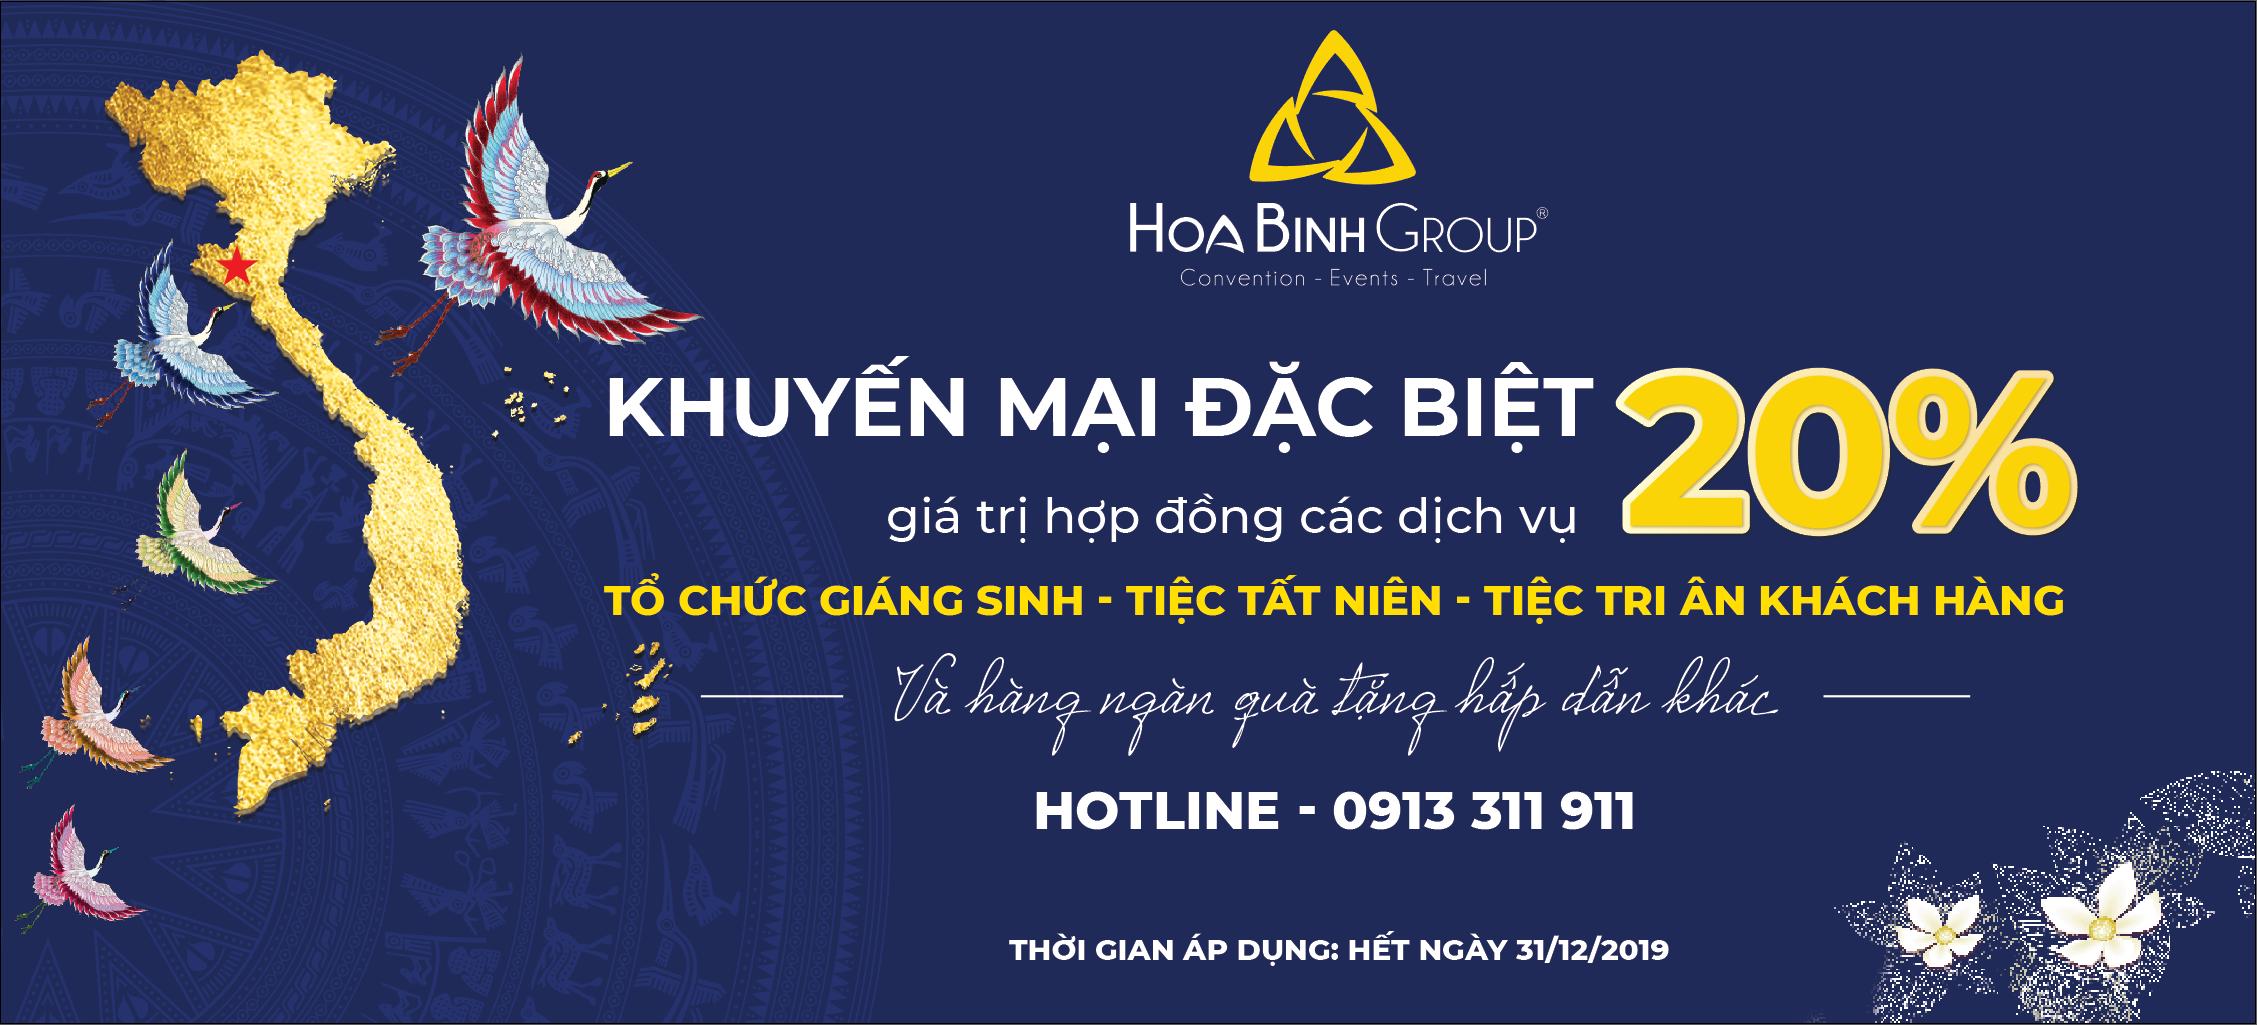 HOA BINH GROUP®
Convention - Events - Travel
KHUYẾN MẠI ĐẶC BIỆT 20%
giá trị hợp đồng các dịch vụ
TỔ CHỨC GIÁNG SINH - TIỆC TẤT NIÊN - TIỆC TRI ÂN KHÁCH HÀNG
Và hàng ngàn quà tặng hấp dẫn khác
HOTLINE - 0913 311 911
THỜI GIAN ÁP DỤNG: HẾT NGÀY 31/12/2019